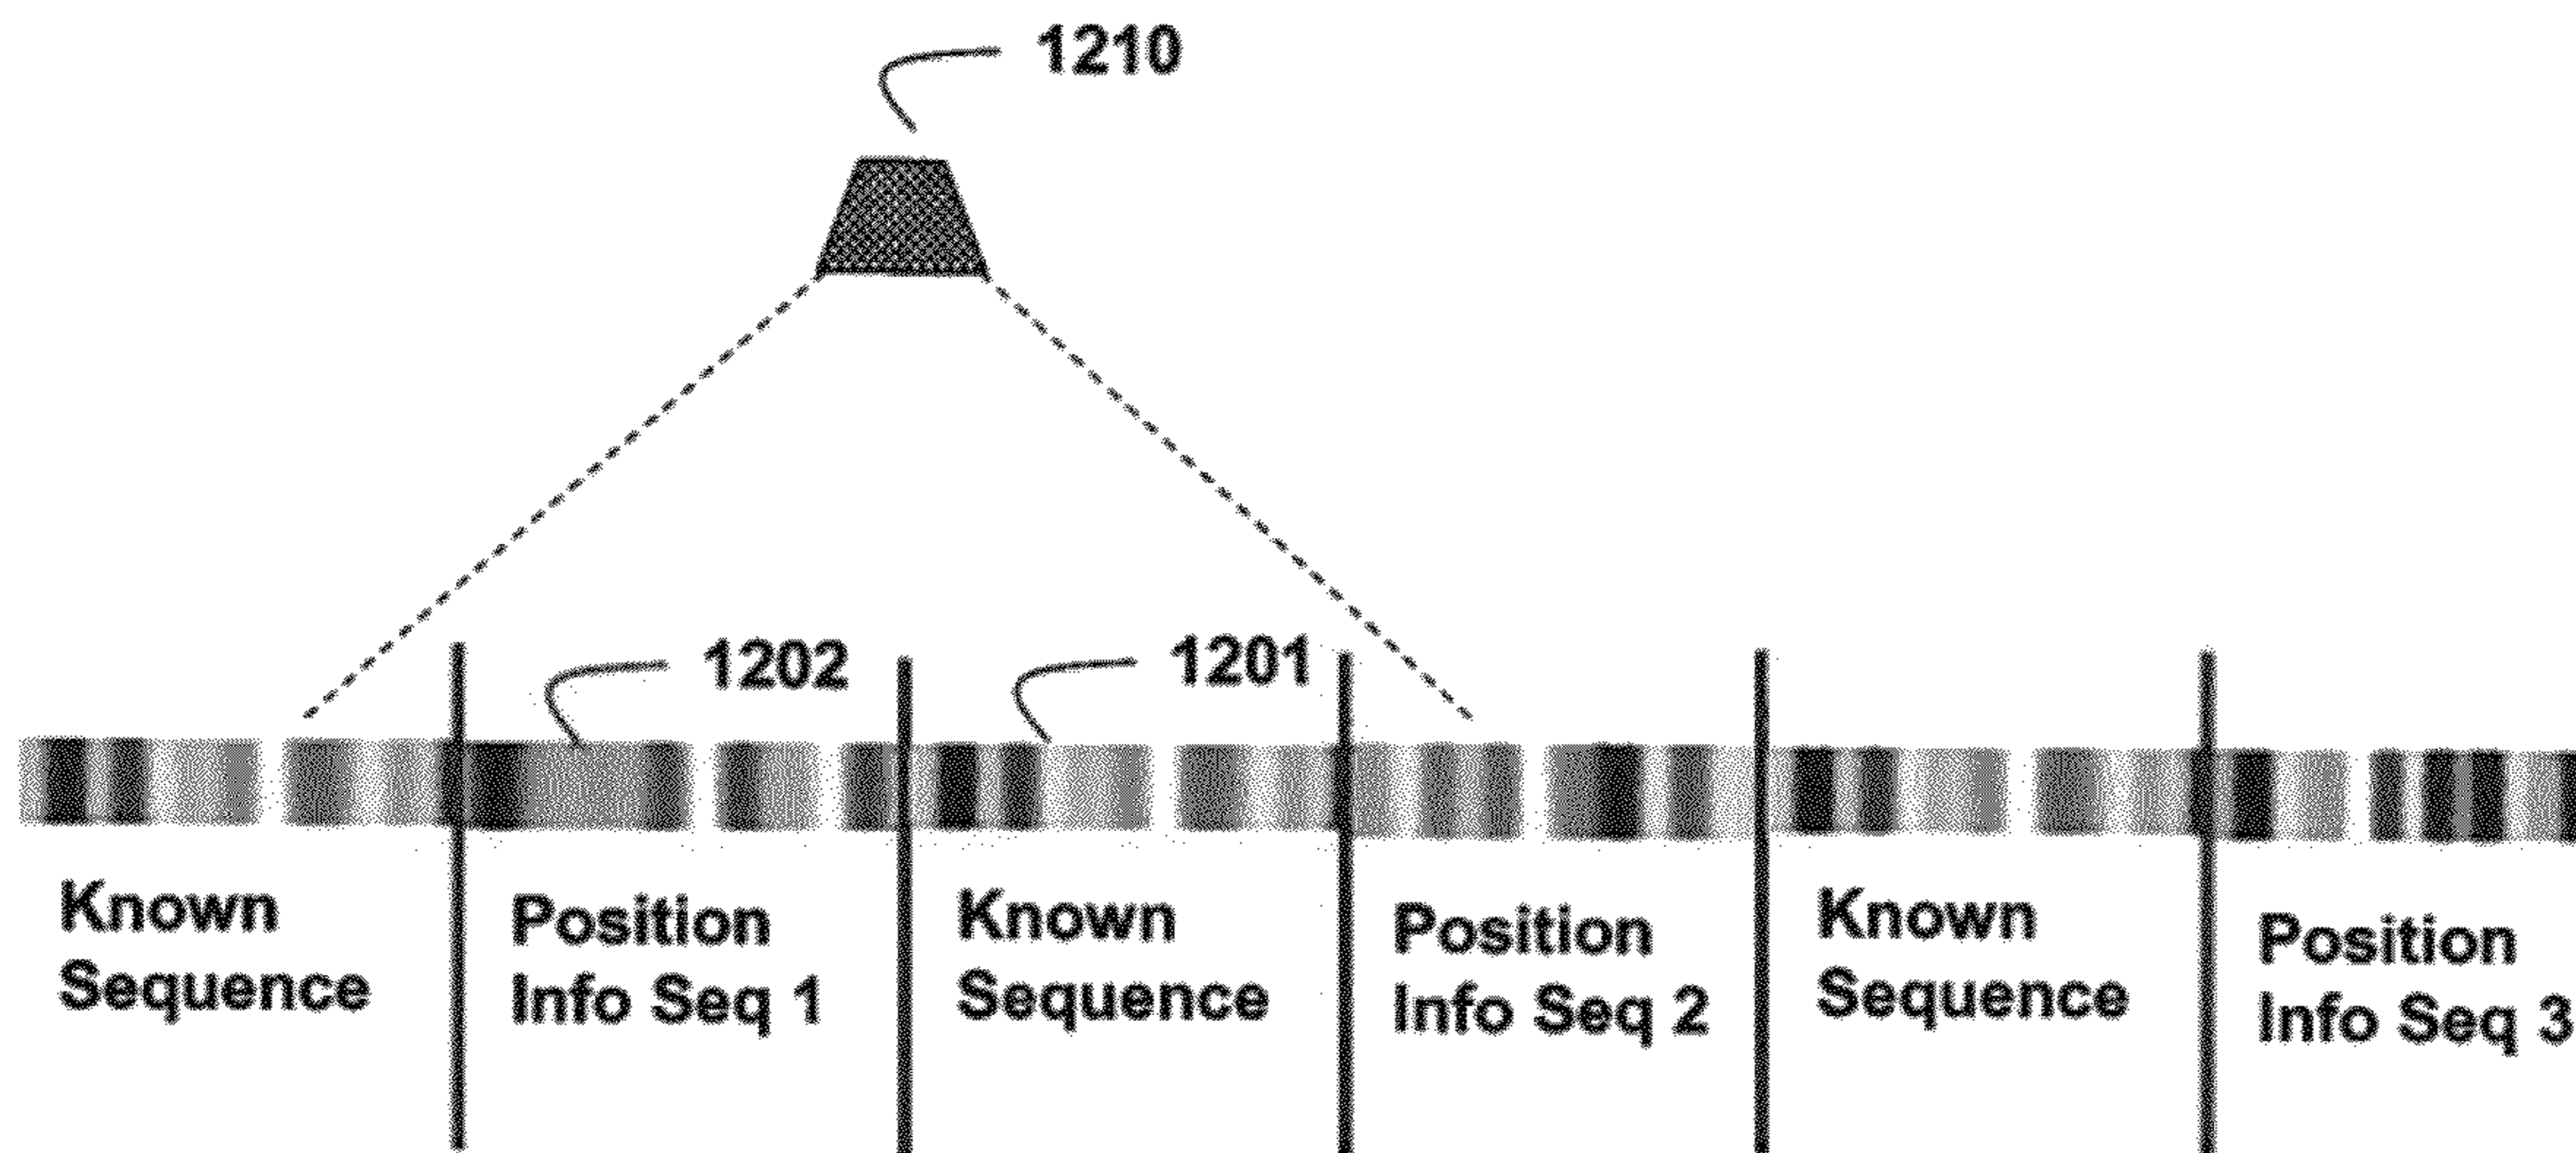 1210
1202
1201
Known
Sequence
Position
Info Seq 1
Known
Sequence
Position
Info Seq 2
Known
Sequence
Position
Info Seq 3